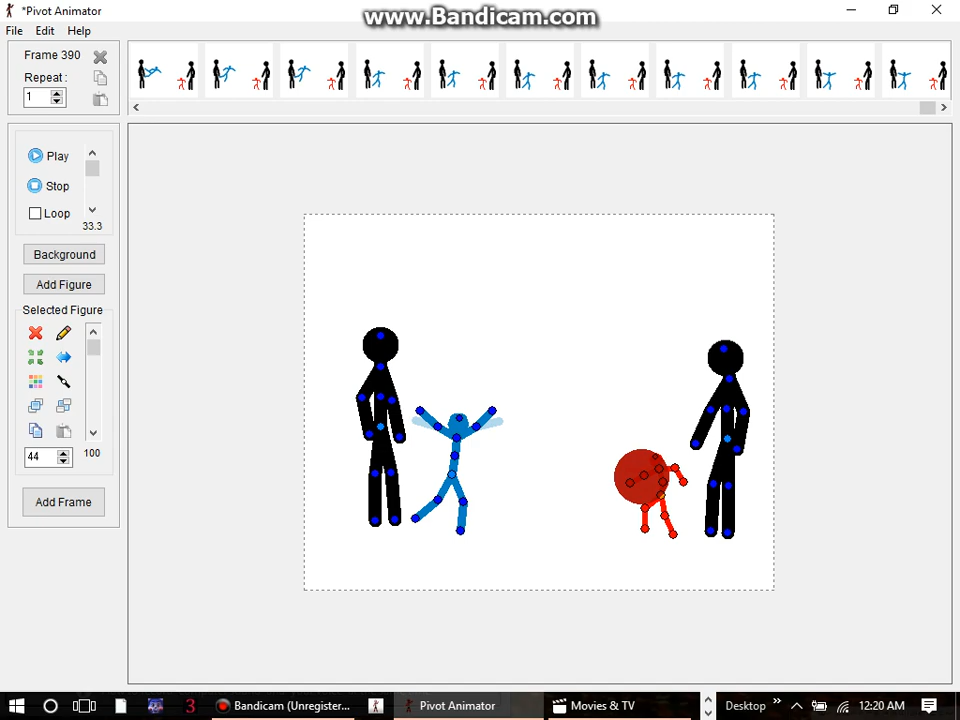 *Pivot Animator
www.Bandicam.com
File Edit Help
Frame 390
Repeat :
1
Play
Stop
Loop
33.3
Background
Add Figure
Selected Figure
44
100
Add Frame
3
Bandicam (Unregister...
Pivot Animator
Movies & TV
Desktop
12:20 AM